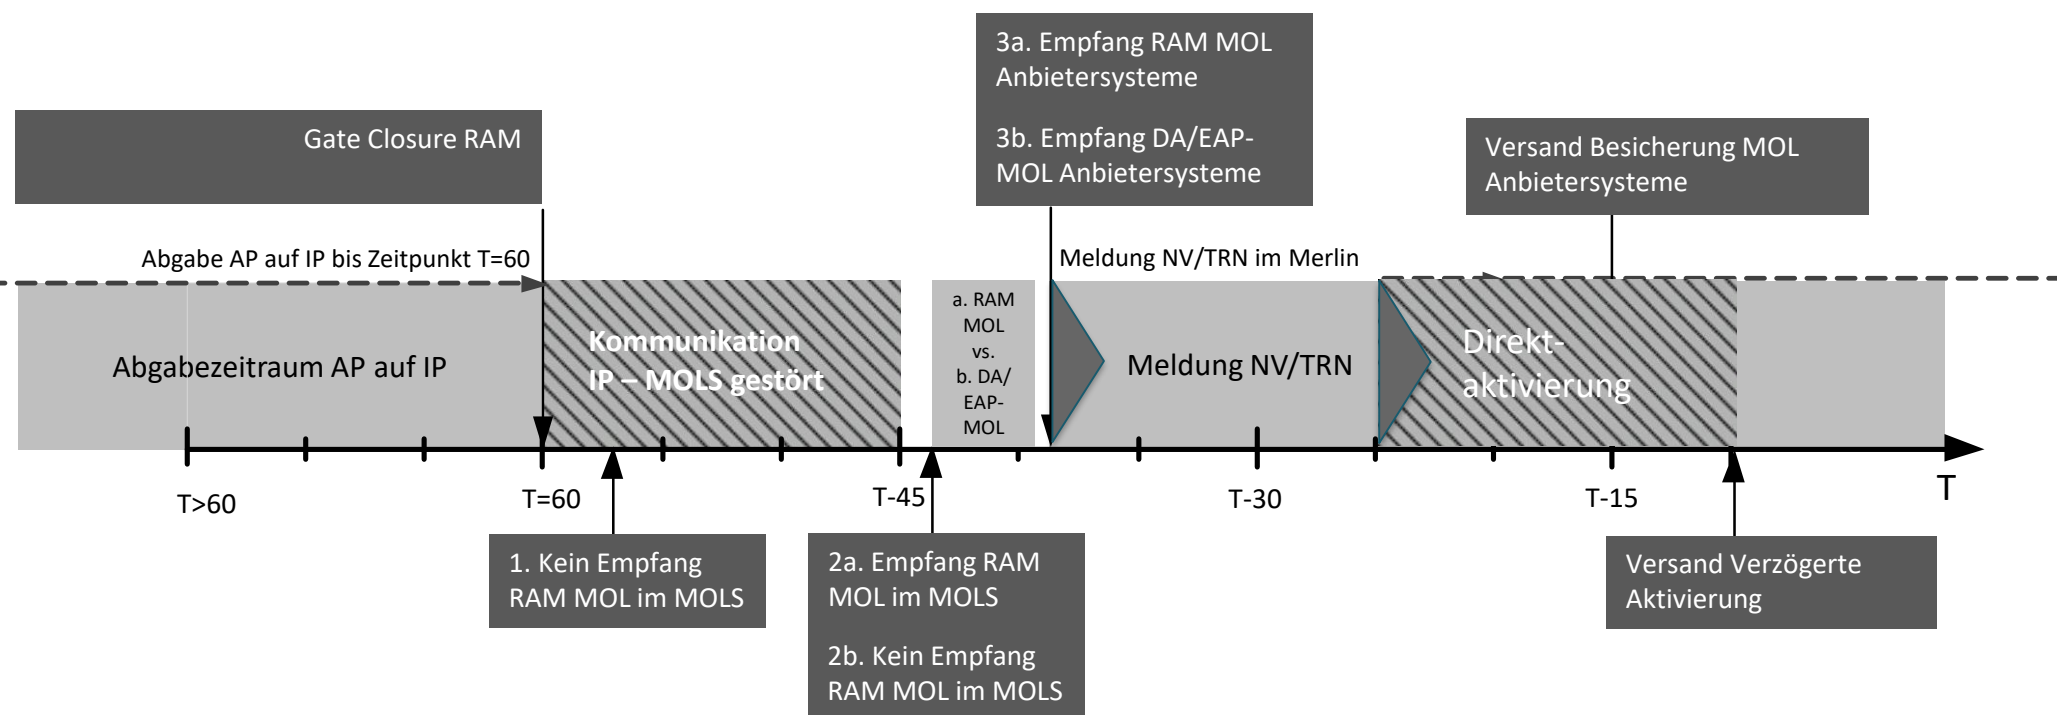 3a. Empfang RAM MOL
Anbietersysteme
3b. Empfang DA/EAP-
MOL Anbietersysteme
Gate Closure RAM
Versand Besicherung MOL
Anbietersysteme
Abgabe AP auf IP bis Zeitpunkt T=60
Meldung NV/TRN im Merlin
Abgabezeitraum AP auf IP
Kommunikation
IP – MOLS gestört
a. RAM
MOL
vs.
b. DA/
EAP-
MOL
Meldung NV/TRN
Direkt-
aktivierung
T>60
T=60
T-45
T-30
T-15
T
1. Kein Empfang
RAM MOL im MOLS
2a. Empfang RAM
MOL im MOLS
2b. Kein Empfang
RAM MOL im MOLS
Versand Verzögerte
Aktivierung